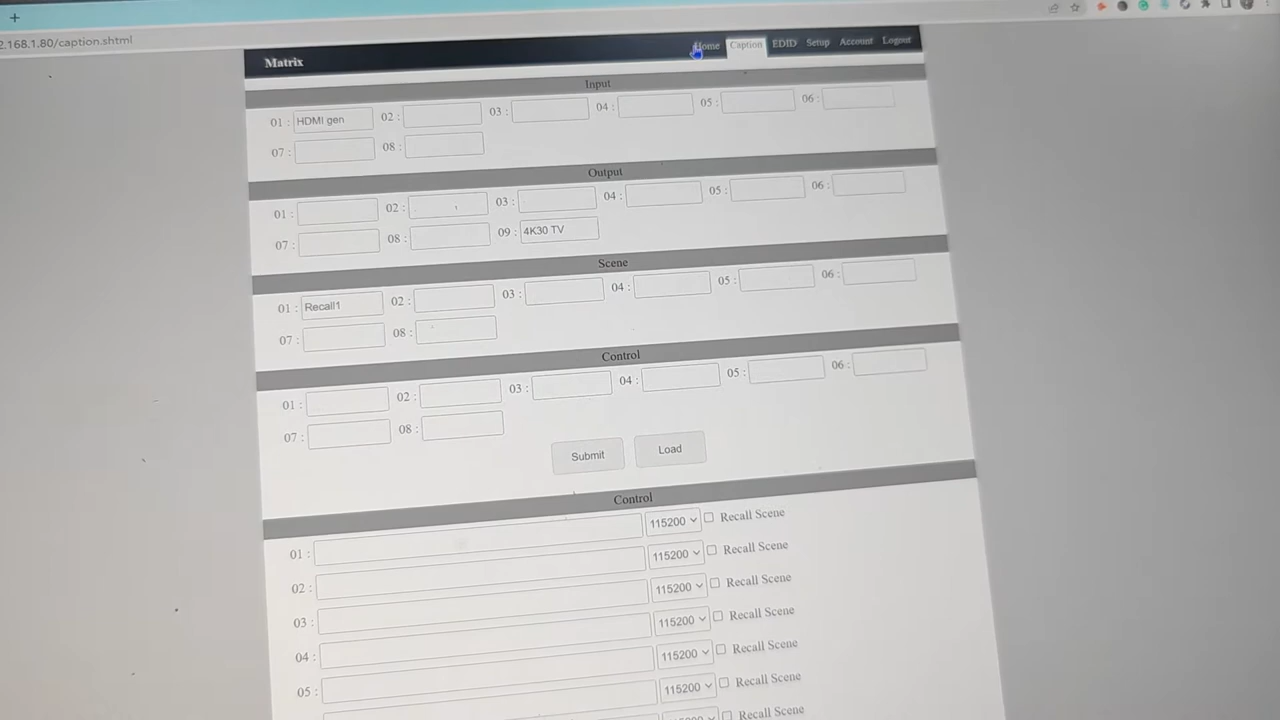 2.168.1.80/caption.shtml
Matrix
Home Caption EDID Setup Account Logout
Input
01 : HDMI gen 02 : 03 : 04 : 05 : 06 :
07 : 08 :
Output
01 : 02 : 03 : 04 : 05 : 06 :
07 : 08 : 09 : 4K30 TV
Scene
01 : Recall1 02 : 03 : 04 : 05 : 06 :
07 : 08 :
Control
01 : 02 : 03 : 04 : 05 : 06 :
07 : 08 :
Submit Load
Control
01 : 115200 Recall Scene
02 : 115200 Recall Scene
03 : 115200 Recall Scene
04 : 115200 Recall Scene
05 : 115200 Recall Scene
115200 Recall Scene
Recall Scene